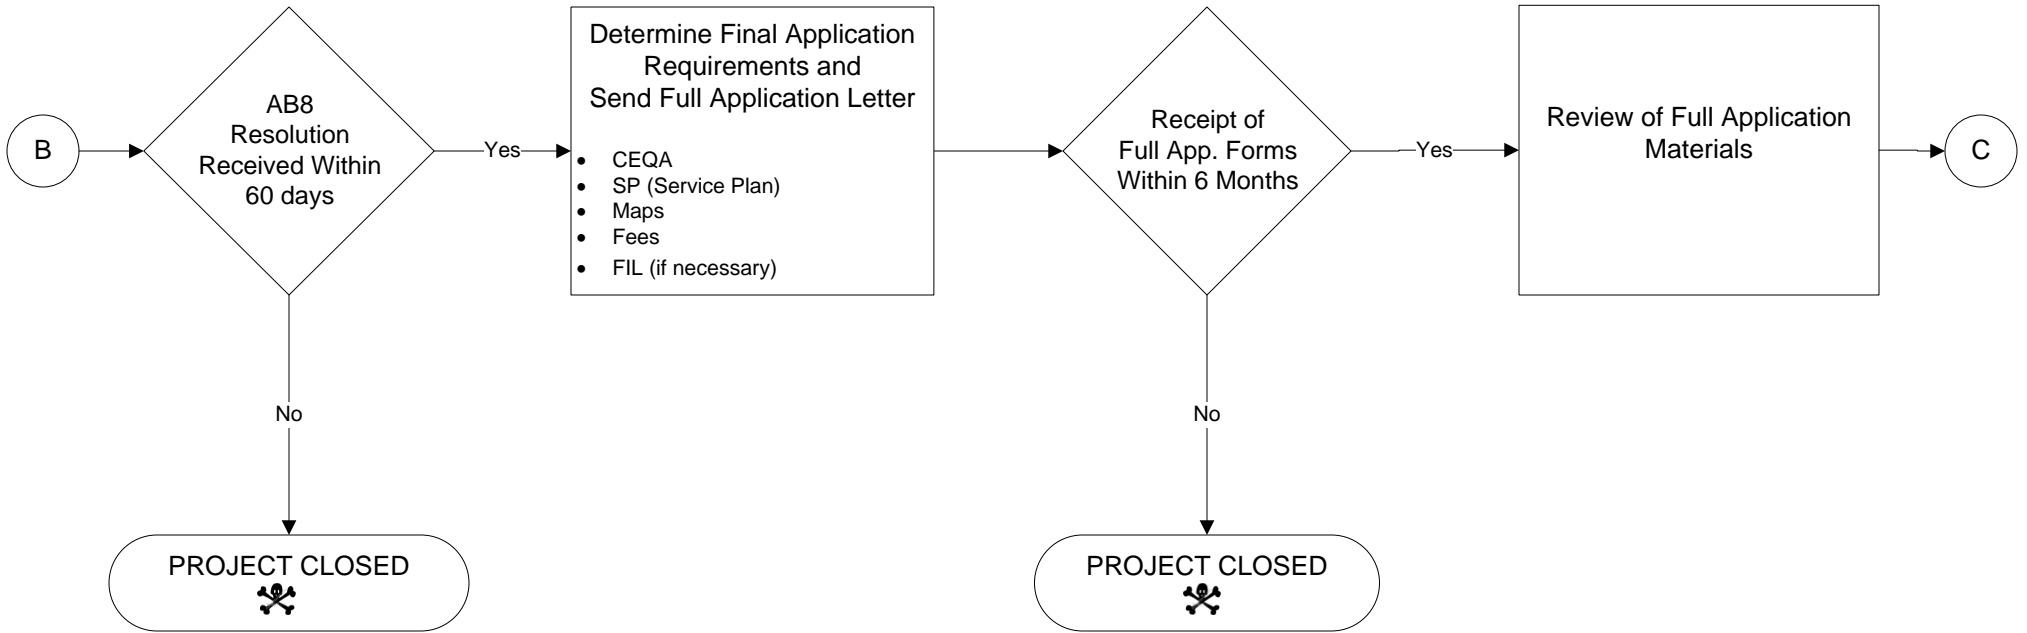 B
AB8
Resolution
Received Within
60 days
Yes
No
PROJECT CLOSED
Determine Final Application
Requirements and
Send Full Application Letter
• CEQA
• SP (Service Plan)
• Maps
• Fees
• FIL (if necessary)
Receipt of
Full App. Forms
Within 6 Months
Yes
No
PROJECT CLOSED
Review of Full Application
Materials
C